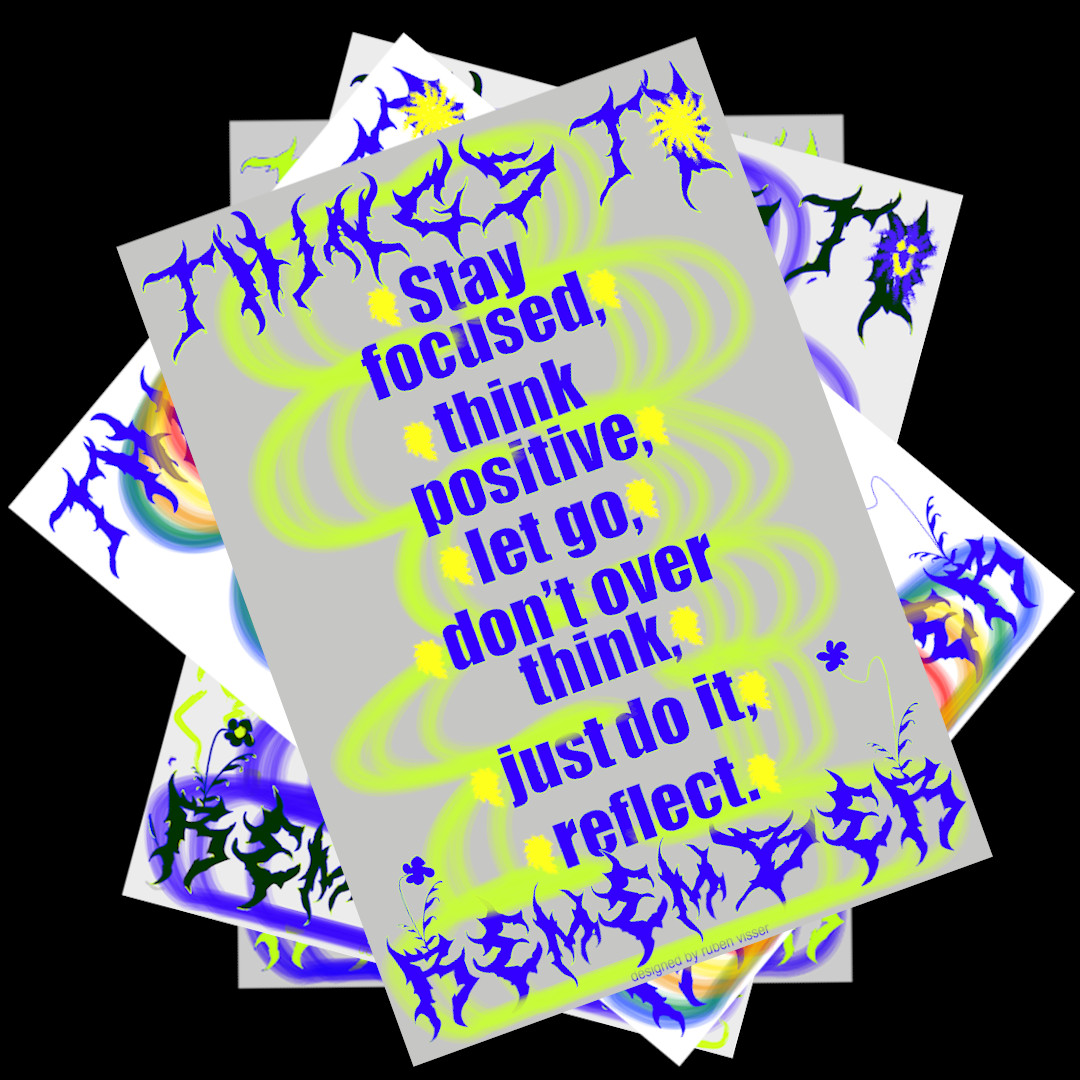 THINGS TO
Stay
focused,
think
positive,
let go,
don't over
think,
just do it,
reflect.
REMEMBER
designed by ruben visser